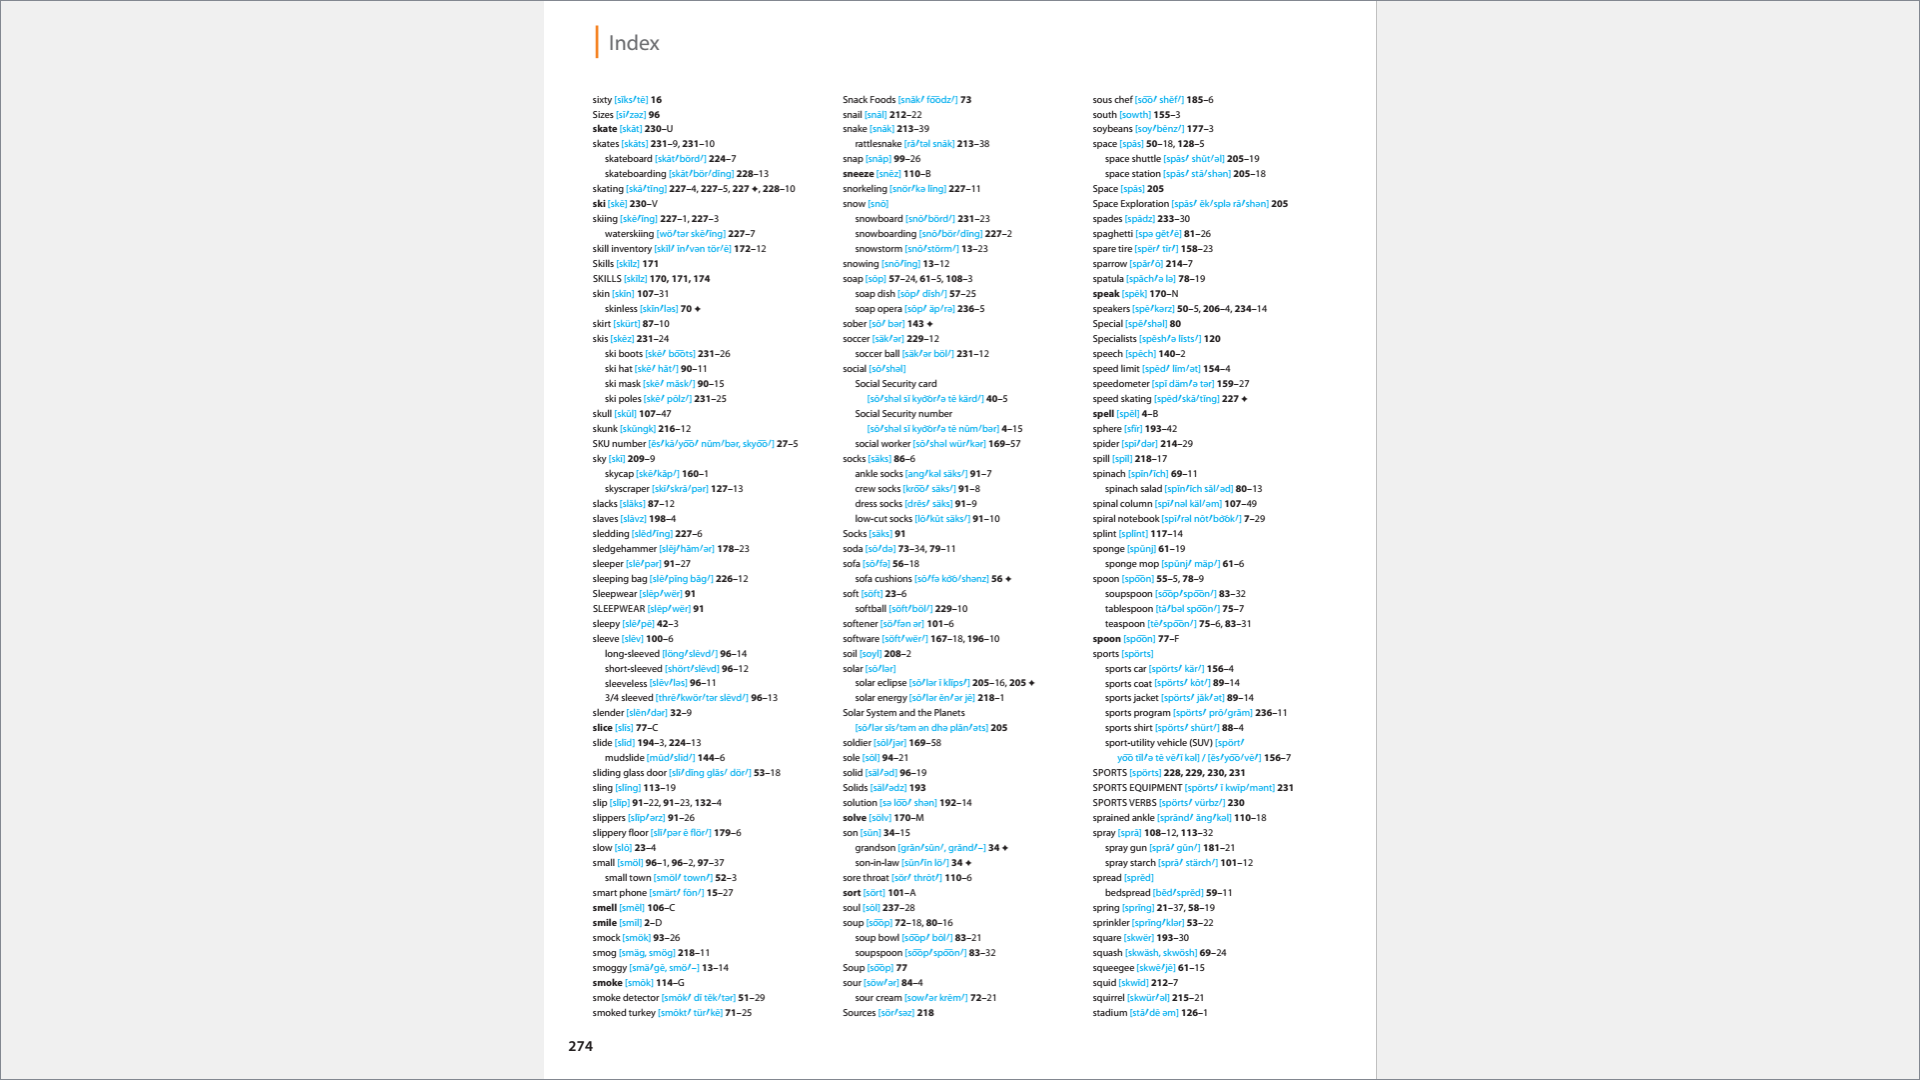 Index
sixty [sĭks′tē] 16
Sizes [sī′zəz] 96
skate [skāt] 230–U
skates [skāts] 231–9, 231–10
skateboard [skāt′börd′] 224–7
skateboarding [skāt′bör′dĭng] 228–13
skating [skā′tĭng] 227–4, 227–5, 227 ✦, 228–10
ski [skē] 230–V
skiing [skē′ĭng] 227–1, 227–3
waterskiing [wö′tər skē′ĭng] 227–7
skill inventory [skĭl′ ĭn′vən tör′ē] 172–12
Skills [skĭlz] 171
SKILLS [skĭlz] 170, 171, 174
skin [skĭn] 107–31
skinless [skĭn′ləs] 70 ✦
skirt [skürt] 87–10
skis [skēz] 231–24
ski boots [skē′ bo͞ots] 231–26
ski hat [skē′ hăt′] 90–11
ski mask [skē′ măsk′] 90–15
ski poles [skē′ pōlz′] 231–25
skull [skŭl] 107–47
skunk [skŭngk] 216–12
SKU number [ĕs′kā′yo͞o′ nŭm′bər, skyo͞o′] 27–5
sky [skī] 209–9
skycap [skē′kăp′] 160–1
skyscraper [skī′skrā′pər] 127–13
slacks [slăks] 87–12
slaves [slāvz] 198–4
sledding [slĕd′ĭng] 227–6
sledgehammer [slĕj′hăm′ər] 178–23
sleeper [slē′pər] 91–27
sleeping bag [slē′pĭng băg′] 226–12
Sleepwear [slēp′wër] 91
SLEEPWEAR [slēp′wër] 91
sleepy [slē′pē] 42–3
sleeve [slēv] 100–6
long-sleeved [löng′slēvd′] 96–14
short-sleeved [shört′slēvd] 96–12
sleeveless [slēv′ləs] 96–11
3/4 sleeved [thrē′kwör′tər slēvd′] 96–13
slender [slĕn′dər] 32–9
slice [slīs] 77–C
slide [slīd] 194–3, 224–13
mudslide [mŭd′slīd′] 144–6
sliding glass door [slī′dĭng glăs′ dör′] 53–18
sling [slĭng] 113–19
slip [slĭp] 91–22, 91–23, 132–4
slippers [slĭp′ərz] 91–26
slippery floor [slĭ′pər ē flör′] 179–6
slow [slō] 23–4
small [smöl] 96–1, 96–2, 97–37
small town [smöl′ town′] 52–3
smart phone [smärt′ fōn′] 15–27
smell [smĕl] 106–C
smile [smīl] 2–D
smock [smŏk] 93–26
smog [smäg, smög] 218–11
smoggy [smä′gē, smö′–] 13–14
smoke [smōk] 114–G
smoke detector [smōk′ dĭ tĕk′tər] 51–29
smoked turkey [smōkt′ tür′kē] 71–25
Snack Foods [snăk′ fo͞odz′] 73
snail [snāl] 212–22
snake [snāk] 213–39
rattlesnake [ră′təl snāk] 213–38
snap [snăp] 99–26
sneeze [snēz] 110–B
snorkeling [snör′kə lĭng] 227–11
snow [snō]
snowboard [snō′börd′] 231–23
snowboarding [snō′bör′dĭng] 227–2
snowstorm [snō′störm′] 13–23
snowing [snō′ĭng] 13–12
soap [sōp] 57–24, 61–5, 108–3
soap dish [sōp′ dĭsh′] 57–25
soap opera [sōp′ äp′rə] 236–5
sober [sō′ bər] 143 ✦
soccer [säk′ər] 229–12
soccer ball [säk′ər böl′] 231–12
social [sō′shəl]
Social Security card
[sō′shəl sĭ kyo͝or′ə tē kärd′] 40–5
Social Security number
[sō′shəl sĭ kyo͝or′ə tē nŭm′bər] 4–15
social worker [sō′shəl wür′kər] 169–57
socks [säks] 86–6
ankle socks [ang′kəl säks′] 91–7
crew socks [kro͞o′ säks′] 91–8
dress socks [drĕs′ säks] 91–9
low-cut socks [lō′kŭt säks′] 91–10
Socks [säks] 91
soda [sō′də] 73–34, 79–11
sofa [sō′fə] 56–18
sofa cushions [sō′fə ko͝o′shənz] 56 ✦
soft [söft] 23–6
softball [söft′böl′] 229–10
softener [sö′fən ər] 101–6
software [söft′wër′] 167–18, 196–10
soil [soyl] 208–2
solar [sō′lər]
solar eclipse [sō′lər ĭ klĭps′] 205–16, 205 ✦
solar energy [sō′lər ĕn′ər jē] 218–1
Solar System and the Planets
[sō′lər sĭs′təm ən dhə plăn′əts] 205
soldier [sōl′jər] 169–58
sole [sōl] 94–21
solid [säl′əd] 96–19
Solids [säl′ədz] 193
solution [sə lo͞o′ shən] 192–14
solve [sölv] 170–M
son [sŭn] 34–15
grandson [grăn′sŭn′, grănd′–] 34 ✦
son-in-law [sŭn′ĭn lö′] 34 ✦
sore throat [sör′ thrōt′] 110–6
sort [sört] 101–A
soul [sōl] 237–28
soup [so͞op] 72–18, 80–16
soup bowl [so͞op′ bōl′] 83–21
soupspoon [so͞op′spo͞on′] 83–32
Soup [so͞op] 77
sour [sow′ər] 84–4
sour cream [sow′ər krēm′] 72–21
Sources [sör′səz] 218
sous chef [so͞o′ shĕf′] 185–6
south [sowth] 155–3
soybeans [soy′bēnz′] 177–3
space [spās] 50–18, 128–5
space shuttle [spās′ shŭt′əl] 205–19
space station [spās′ stā′shən] 205–18
Space [spās] 205
Space Exploration [spās′ ĕk′splə rā′shən] 205
spades [spādz] 233–30
spaghetti [spə gĕt′ē] 81–26
spare tire [spër′ tīr′] 158–23
sparrow [spăr′ō] 214–7
spatula [spăch′ə lə] 78–19
speak [spēk] 170–N
speakers [spē′kərz] 50–5, 206–4, 234–14
Special [spĕ′shəl] 80
Specialists [spĕsh′ə lĭsts′] 120
speech [spēch] 140–2
speed limit [spēd′ lĭm′ət] 154–4
speedometer [spĭ däm′ə tər] 159–27
speed skating [spēd′skā′tĭng] 227 ✦
spell [spĕl] 4–B
sphere [sfīr] 193–42
spider [spī′dər] 214–29
spill [spĭl] 218–17
spinach [spĭn′ĭch] 69–11
spinach salad [spĭn′ĭch săl′əd] 80–13
spinal column [spī′nəl käl′əm] 107–49
spiral notebook [spī′rəl nōt′bo͝ok′] 7–29
splint [splĭnt] 117–14
sponge [spŭnj] 61–19
sponge mop [spŭnj′ mäp′] 61–6
spoon [spo͞on] 55–5, 78–9
soupspoon [so͞op′spo͞on′] 83–32
tablespoon [tā′bəl spo͞on′] 75–7
teaspoon [tē′spo͞on′] 75–6, 83–31
spoon [spo͞on] 77–F
sports [spörts]
sports car [spörts′ kär′] 156–4
sports coat [spörts′ kōt′] 89–14
sports jacket [spörts′ jăk′ət] 89–14
sports program [spörts′ prō′grăm] 236–11
sports shirt [spörts′ shürt′] 88–4
sport-utility vehicle (SUV) [spört′
yo͞o tĭl′ə tē vē′ĭ kəl] / [ĕs′yo͞o′vē′] 156–7
SPORTS [spörts] 228, 229, 230, 231
SPORTS EQUIPMENT [spörts′ ĭ kwĭp′mənt] 231
SPORTS VERBS [spörts′ vürbz′] 230
sprained ankle [sprānd′ ăng′kəl] 110–18
spray [sprā] 108–12, 113–32
spray gun [sprā′ gŭn′] 181–21
spray starch [sprā′ stärch′] 101–12
spread [sprĕd]
bedspread [bĕd′sprĕd] 59–11
spring [sprĭng] 21–37, 58–19
sprinkler [sprĭng′klər] 53–22
square [skwër] 193–30
squash [skwäsh, skwösh] 69–24
squeegee [skwē′jē] 61–15
squid [skwĭd] 212–7
squirrel [skwür′əl] 215–21
stadium [stā′dē əm] 126–1
274